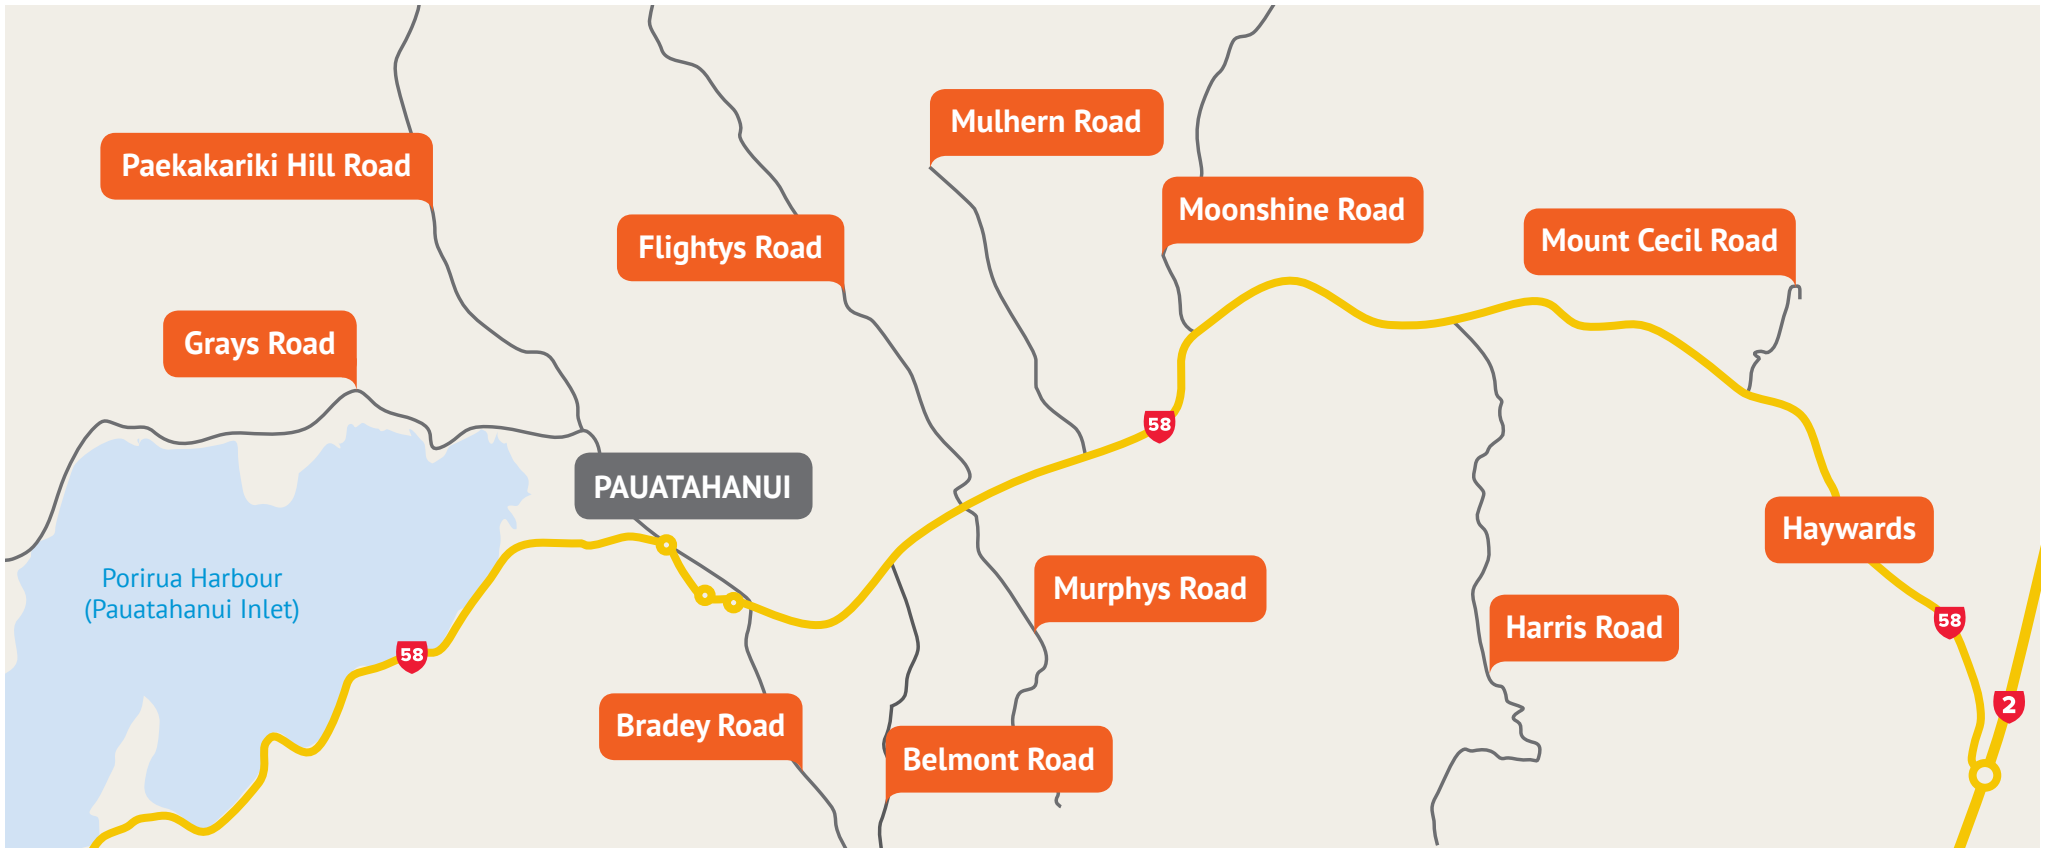 Mulhern Road
Paekakariki Hill Road
Moonshine Road
Flightys Road
Mount Cecil Road
Grays Road
58
PAUATAHANUI
Haywards
Porirua Harbour
(Pauatahanui Inlet)
Murphys Road
58
Harris Road
58
2
Bradey Road
Belmont Road